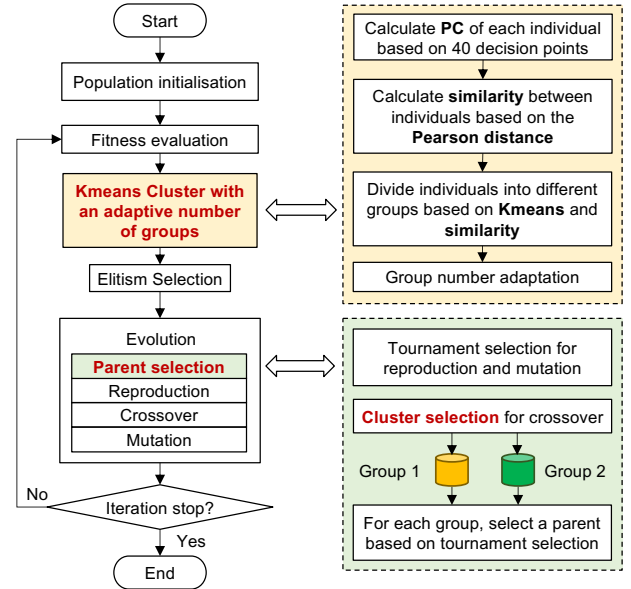 Start
Population initialisation
Fitness evaluation
Kmeans Cluster with
an adaptive number
of groups
Elitism Selection
Evolution
Parent selection
Reproduction
Crossover
Mutation
No
Iteration stop?
Yes
End
Calculate PC of each individual
based on 40 decision points
Calculate similarity between
individuals based on the
Pearson distance
Divide individuals into different
groups based on Kmeans and
similarity
Group number adaptation
Tournament selection for
reproduction and mutation
Cluster selection for crossover
Group 1
Group 2
For each group, select a parent
based on tournament selection